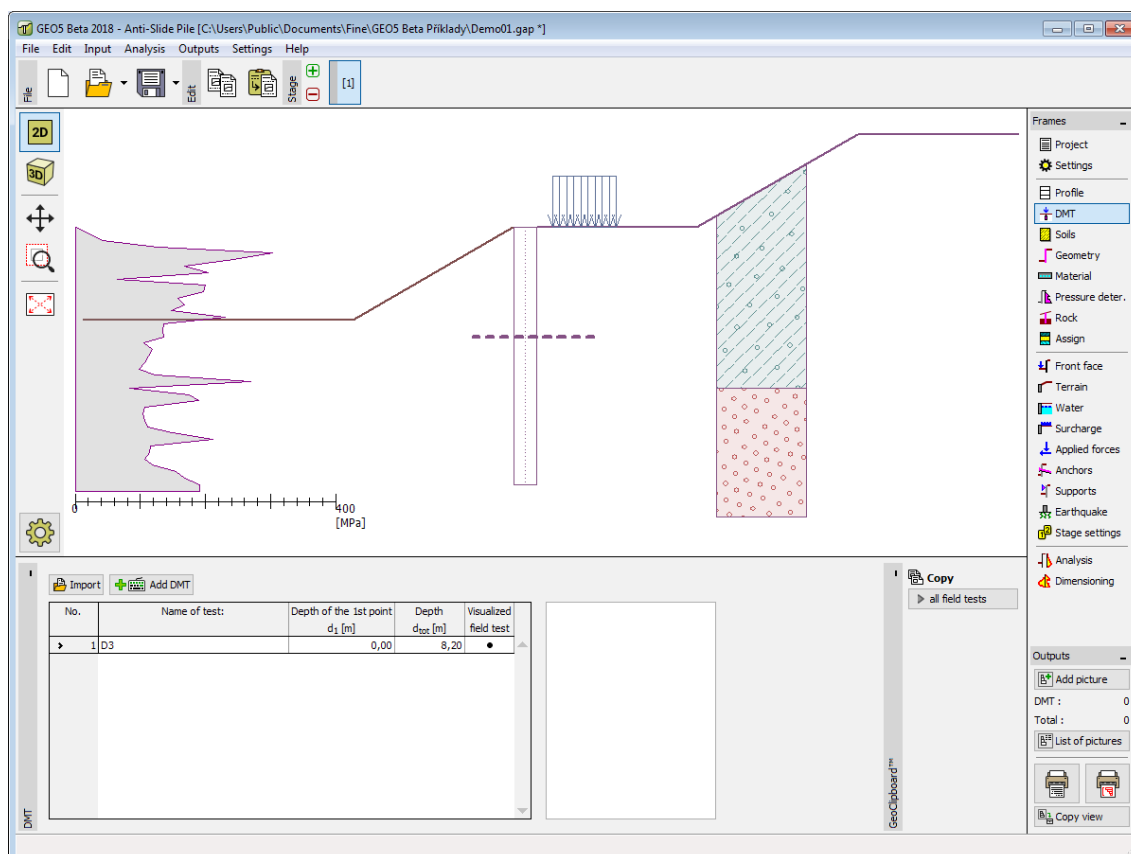 GEO5 Beta 2018 - Anti-Slide Pile [C:\Users\Public\Documents\Fine\GEO5 Beta Příklady\Demo01.gap *]
File Edit Input Analysis Outputs Settings Help
File
Edit
Stage
[1]
2D
3D
0
400
[MPa]
Frames
Project
Settings
Profile
DMT
Soils
Geometry
Material
Pressure deter.
Rock
Assign
Front face
Terrain
Water
Surcharge
Applied forces
Anchors
Supports
Earthquake
Stage settings
Analysis
Dimensioning
DMT
Import Add DMT
No. Name of test: Depth of the 1st point Depth Visualized
d1 [m] dtot [m] field test
1 D3 0,00 8,20
GeoClipboard™
Copy
all field tests
Outputs
Add picture
DMT : 0
Total : 0
List of pictures
Copy view